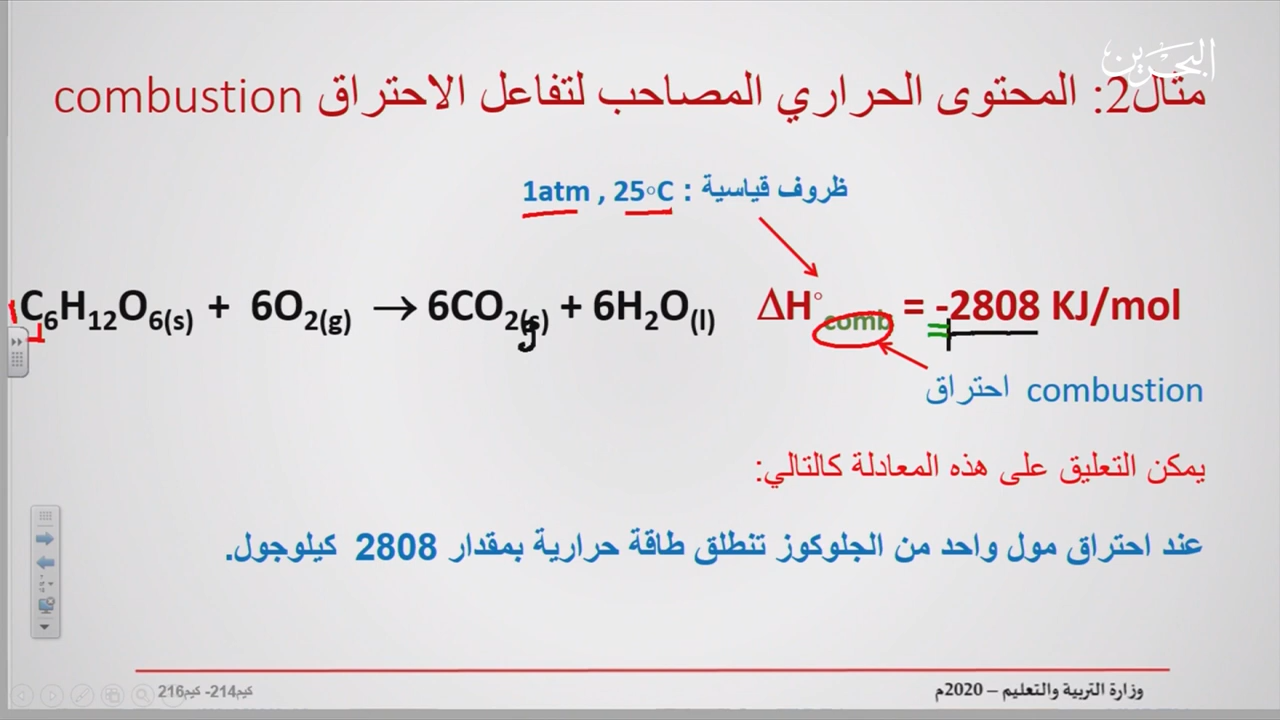 البحرين
مثال2: المحتوى الحراري المصاحب لتفاعل الاحتراق combustion
ظروف قياسية : 1atm , 25◦C
C₆H₁₂O₆(s) + 6O₂(g) → 6CO₂(g) + 6H₂O(l) ΔH°comb = -2808 KJ/mol
combustion احتراق
يمكن التعليق على هذه المعادلة كالتالي:
عند احتراق مول واحد من الجلوكوز تنطلق طاقة حرارية بمقدار 2808 كيلوجول.
وزارة التربية والتعليم – 2020م
كيم214- كيم216